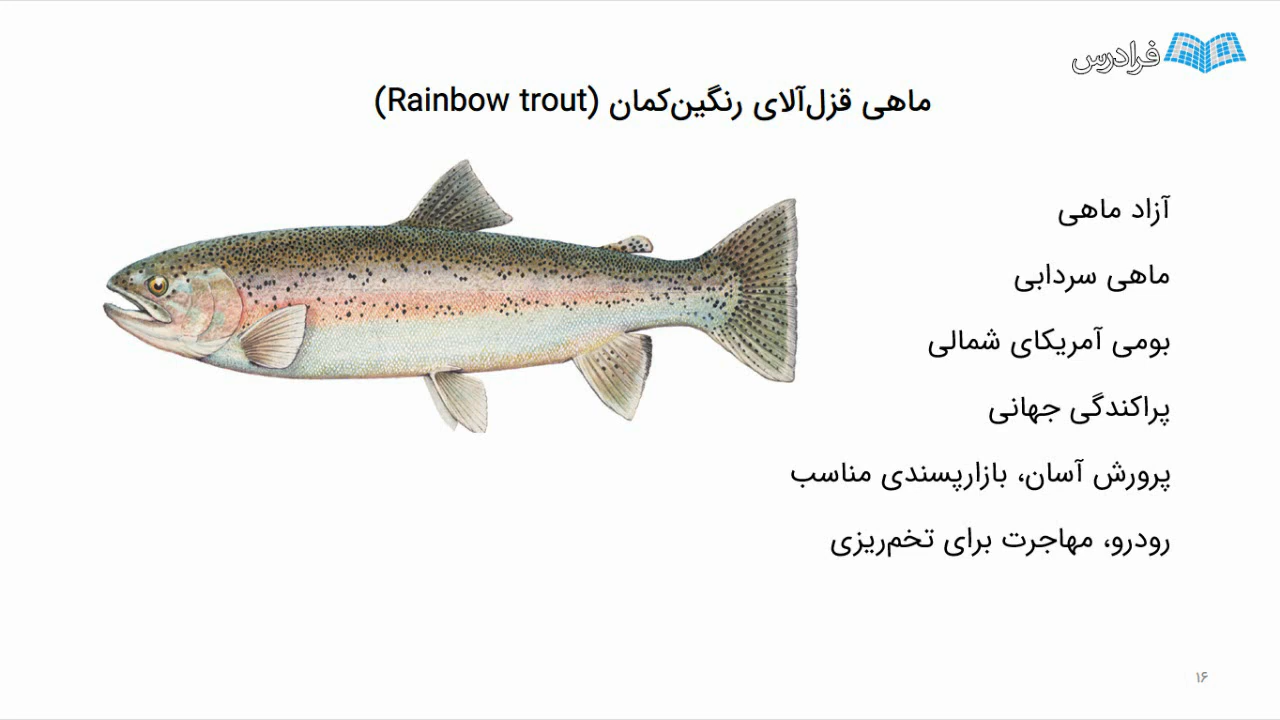 فرادرس
ماهی قزل‌آلای رنگین‌کمان (Rainbow trout)
آزاد ماهی
ماهی سردابی
بومی آمریکای شمالی
پراکندگی جهانی
پرورش آسان، بازارپسندی مناسب
رودرو، مهاجرت برای تخم‌ریزی
۱۶